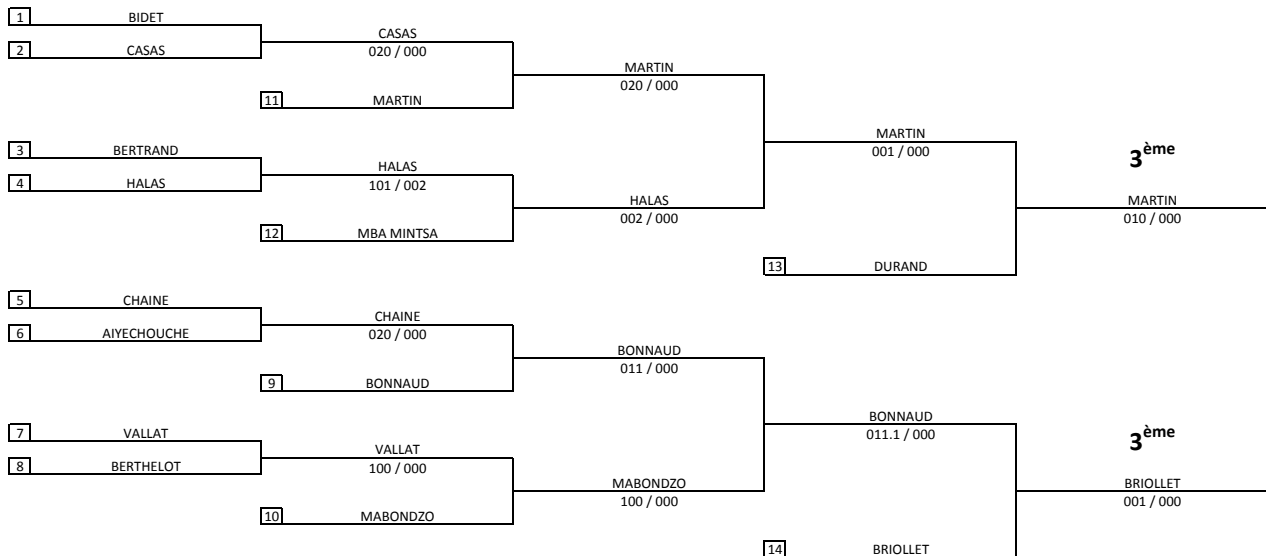 1 BIDET
CASAS
020 / 000
2 CASAS
MARTIN
020 / 000
11 MARTIN
MARTIN
001 / 000
3 BERTRAND
3ème
HALAS
101 / 002
4 HALAS
HALAS
002 / 000
MARTIN
010 / 000
12 MBA MINTSA
13 DURAND
5 CHAINE
CHAINE
020 / 000
6 AIYECHOUCHE
BONNAUD
011 / 000
9 BONNAUD
BONNAUD
011.1 / 000
7 VALLAT
3ème
VALLAT
100 / 000
8 BERTHELOT
MABONDZO
100 / 000
BRIOLLET
001 / 000
10 MABONDZO
14 BRIOLLET